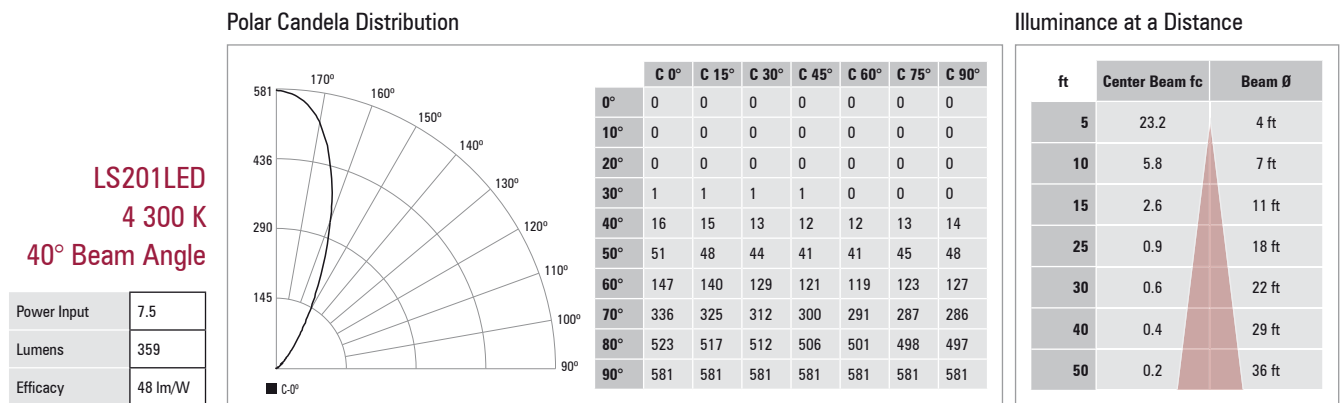 Polar Candela Distribution
Illuminance at a Distance
LS201LED
4 300 K
40° Beam Angle
Power Input 7.5
Lumens 359
Efficacy 48 lm/W
581
436
290
145
170º
160º
150º
140º
130º
120º
110º
100º
90º
C-0º
C 0° C 15° C 30° C 45° C 60° C 75° C 90°
0° 0 0 0 0 0 0 0
10° 0 0 0 0 0 0 0
20° 0 0 0 0 0 0 0
30° 1 1 1 1 0 0 0
40° 16 15 13 12 12 13 14
50° 51 48 44 41 41 45 48
60° 147 140 129 121 119 123 127
70° 336 325 312 300 291 287 286
80° 523 517 512 506 501 498 497
90° 581 581 581 581 581 581 581
ft Center Beam fc Beam Ø
5 23.2 4 ft
10 5.8 7 ft
15 2.6 11 ft
25 0.9 18 ft
30 0.6 22 ft
40 0.4 29 ft
50 0.2 36 ft